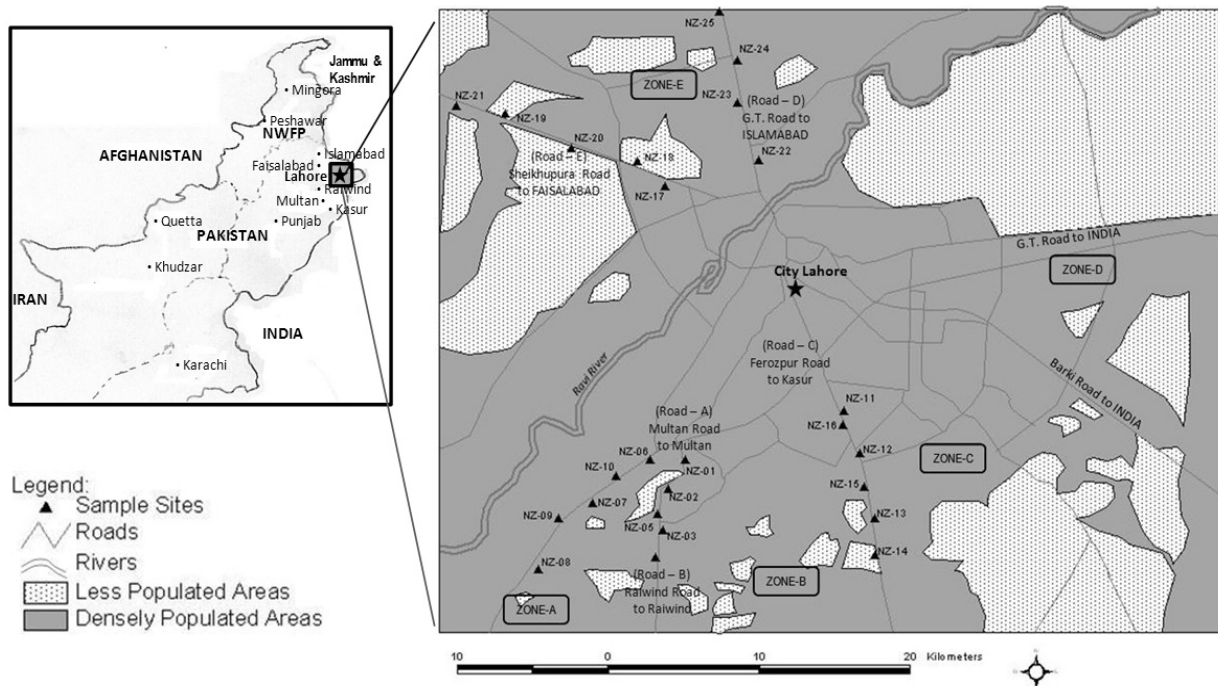 Jammu &
Kashmir
Mingora
Peshawar
NWFP
AFGHANISTAN
Islamabad
Faisalabad
Lahore
Raiwind
Multan
Kasur
Quetta
Punjab
PAKISTAN
Khudzar
IRAN
INDIA
Karachi
Legend:
Sample Sites
Roads
Rivers
Less Populated Areas
Densely Populated Areas
NZ-25
NZ-24
ZONE-E
NZ-21
NZ-23
(Road – D)
G.T. Road to
ISLAMABAD
NZ-19
NZ-20
(Road – E)
Sheikhupura Road
to FAISALABAD
NZ-18
NZ-22
NZ-17
G.T. Road to INDIA
City Lahore
ZONE-D
Ravi River
(Road – C)
Ferozpur Road
to Kasur
Barki Road to INDIA
(Road – A)
Multan Road
to Multan
NZ-11
NZ-16
NZ-06
NZ-12
NZ-10
NZ-01
ZONE-C
NZ-02
NZ-15
NZ-07
NZ-09
NZ-05
NZ-13
NZ-03
NZ-14
NZ-08
(Road – B)
Raiwind Road
to Raiwind
ZONE-B
ZONE-A
10 0 10 20 Kilometers